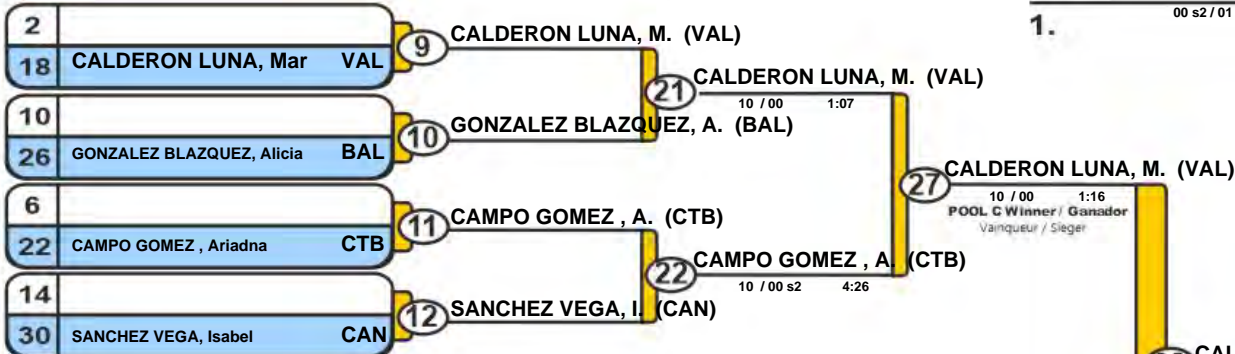 00 s2 / 01
1.
2
18 CALDERON LUNA, Mar VAL
9 CALDERON LUNA, M. (VAL)
21 CALDERON LUNA, M. (VAL)
10 / 00 1:07
10
26 GONZALEZ BLAZQUEZ, Alicia BAL
10 GONZALEZ BLAZQUEZ, A. (BAL)
27 CALDERON LUNA, M. (VAL)
10 / 00 1:16
POOL C Winner / Ganador
Vainqueur / Sieger
6
22 CAMPO GOMEZ , Ariadna CTB
11 CAMPO GOMEZ , A. (CTB)
22 CAMPO GOMEZ , A. (CTB)
10 / 00 s2 4:26
14
30 SANCHEZ VEGA, Isabel CAN
12 SANCHEZ VEGA, I. (CAN)
CAL